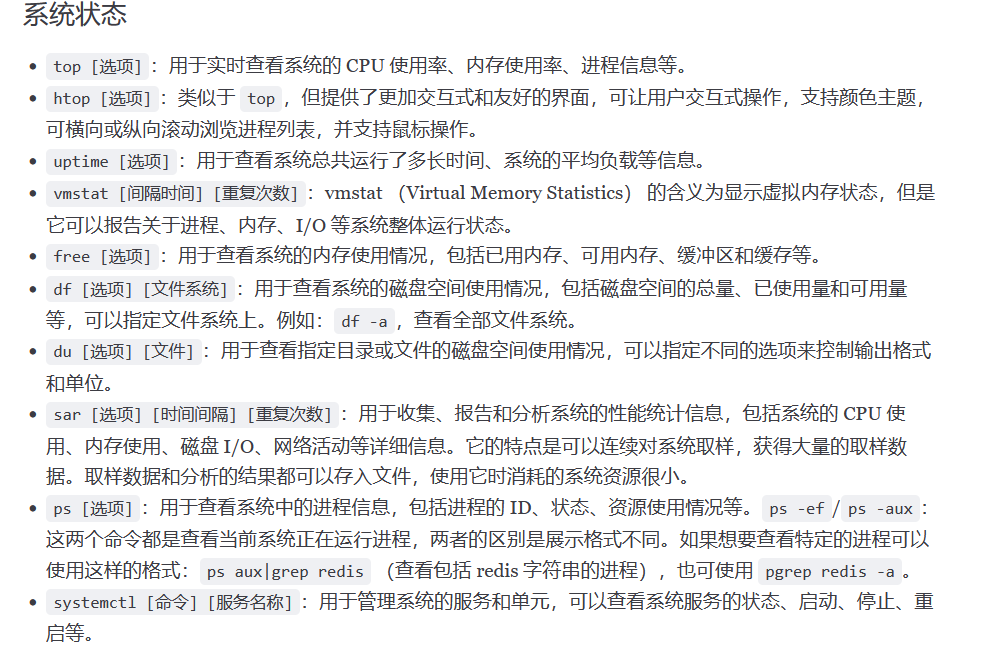 系统状态
top [选项]：用于实时查看系统的 CPU 使用率、内存使用率、进程信息等。
htop [选项]：类似于 top，但提供了更加交互式和友好的界面，可让用户交互式操作，支持颜色主题，
可横向或纵向滚动浏览进程列表，并支持鼠标操作。
uptime [选项]：用于查看系统总共运行了多长时间、系统的平均负载等信息。
vmstat [间隔时间] [重复次数]：vmstat （Virtual Memory Statistics） 的含义为显示虚拟内存状态，但是
它可以报告关于进程、内存、I/O 等系统整体运行状态。
free [选项]：用于查看系统的内存使用情况，包括已用内存、可用内存、缓冲区和缓存等。
df [选项] [文件系统]：用于查看系统的磁盘空间使用情况，包括磁盘空间的总量、已使用量和可用量
等，可以指定文件系统上。例如：df -a，查看全部文件系统。
du [选项] [文件]：用于查看指定目录或文件的磁盘空间使用情况，可以指定不同的选项来控制输出格式
和单位。
sar [选项] [时间间隔] [重复次数]：用于收集、报告和分析系统的性能统计信息，包括系统的 CPU 使
用、内存使用、磁盘 I/O、网络活动等详细信息。它的特点是可以连续对系统取样，获得大量的取样数
据。取样数据和分析的结果都可以存入文件，使用它时消耗的系统资源很小。
ps [选项]：用于查看系统中的进程信息，包括进程的 ID、状态、资源使用情况等。ps -ef/ps -aux：
这两个命令都是查看当前系统正在运行进程，两者的区别是展示格式不同。如果想要查看特定的进程可以
使用这样的格式：ps aux|grep redis （查看包括 redis 字符串的进程），也可使用 pgrep redis -a。
systemctl [命令] [服务名称]：用于管理系统的服务和单元，可以查看系统服务的状态、启动、停止、重
启等。